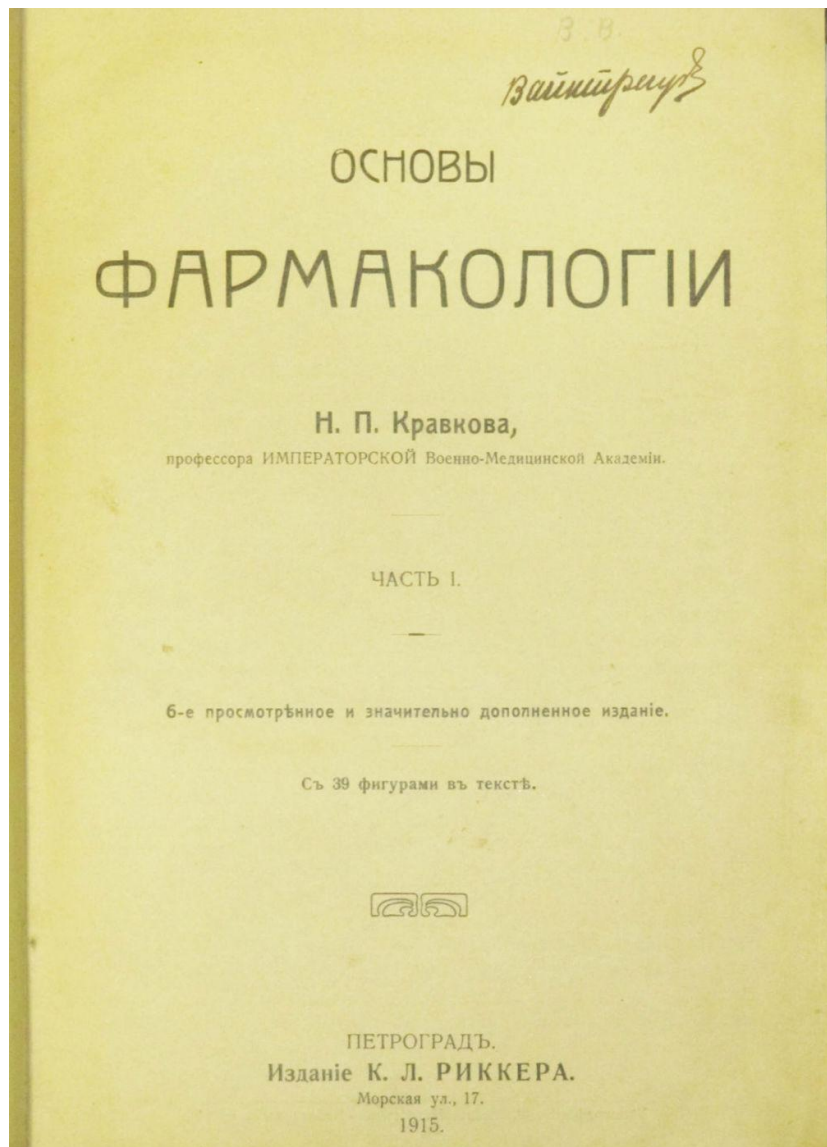 В. В.
Вайнтрауб
ОСНОВЫ
ФАРМАКОЛОГІИ
Н. П. Кравкова,
профессора ИМПЕРАТОРСКОЙ Военно-Медицинской Академіи.
ЧАСТЬ I.
6-е просмотрѣнное и значительно дополненное изданіе.
Съ 39 фигурами въ текстѣ.
ПЕТРОГРАДЪ.
Изданіе К. Л. РИККЕРА.
Морская ул., 17.
1915.